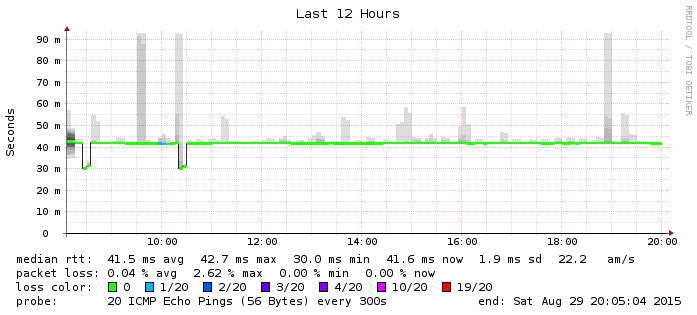 Last 12 Hours
RRDTOOL / TOBI OETIKER
Seconds
90 m
80 m
70 m
60 m
50 m
40 m
30 m
20 m
10 m
0
10:00 12:00 14:00 16:00 18:00 20:00
median rtt: 41.5 ms avg 42.7 ms max 30.0 ms min 41.6 ms now 1.9 ms sd 22.2 am/s
packet loss: 0.04 % avg 2.62 % max 0.00 % min 0.00 % now
loss color: 0 1/20 2/20 3/20 4/20 10/20 19/20
probe: 20 ICMP Echo Pings (56 Bytes) every 300s end: Sat Aug 29 20:05:04 2015